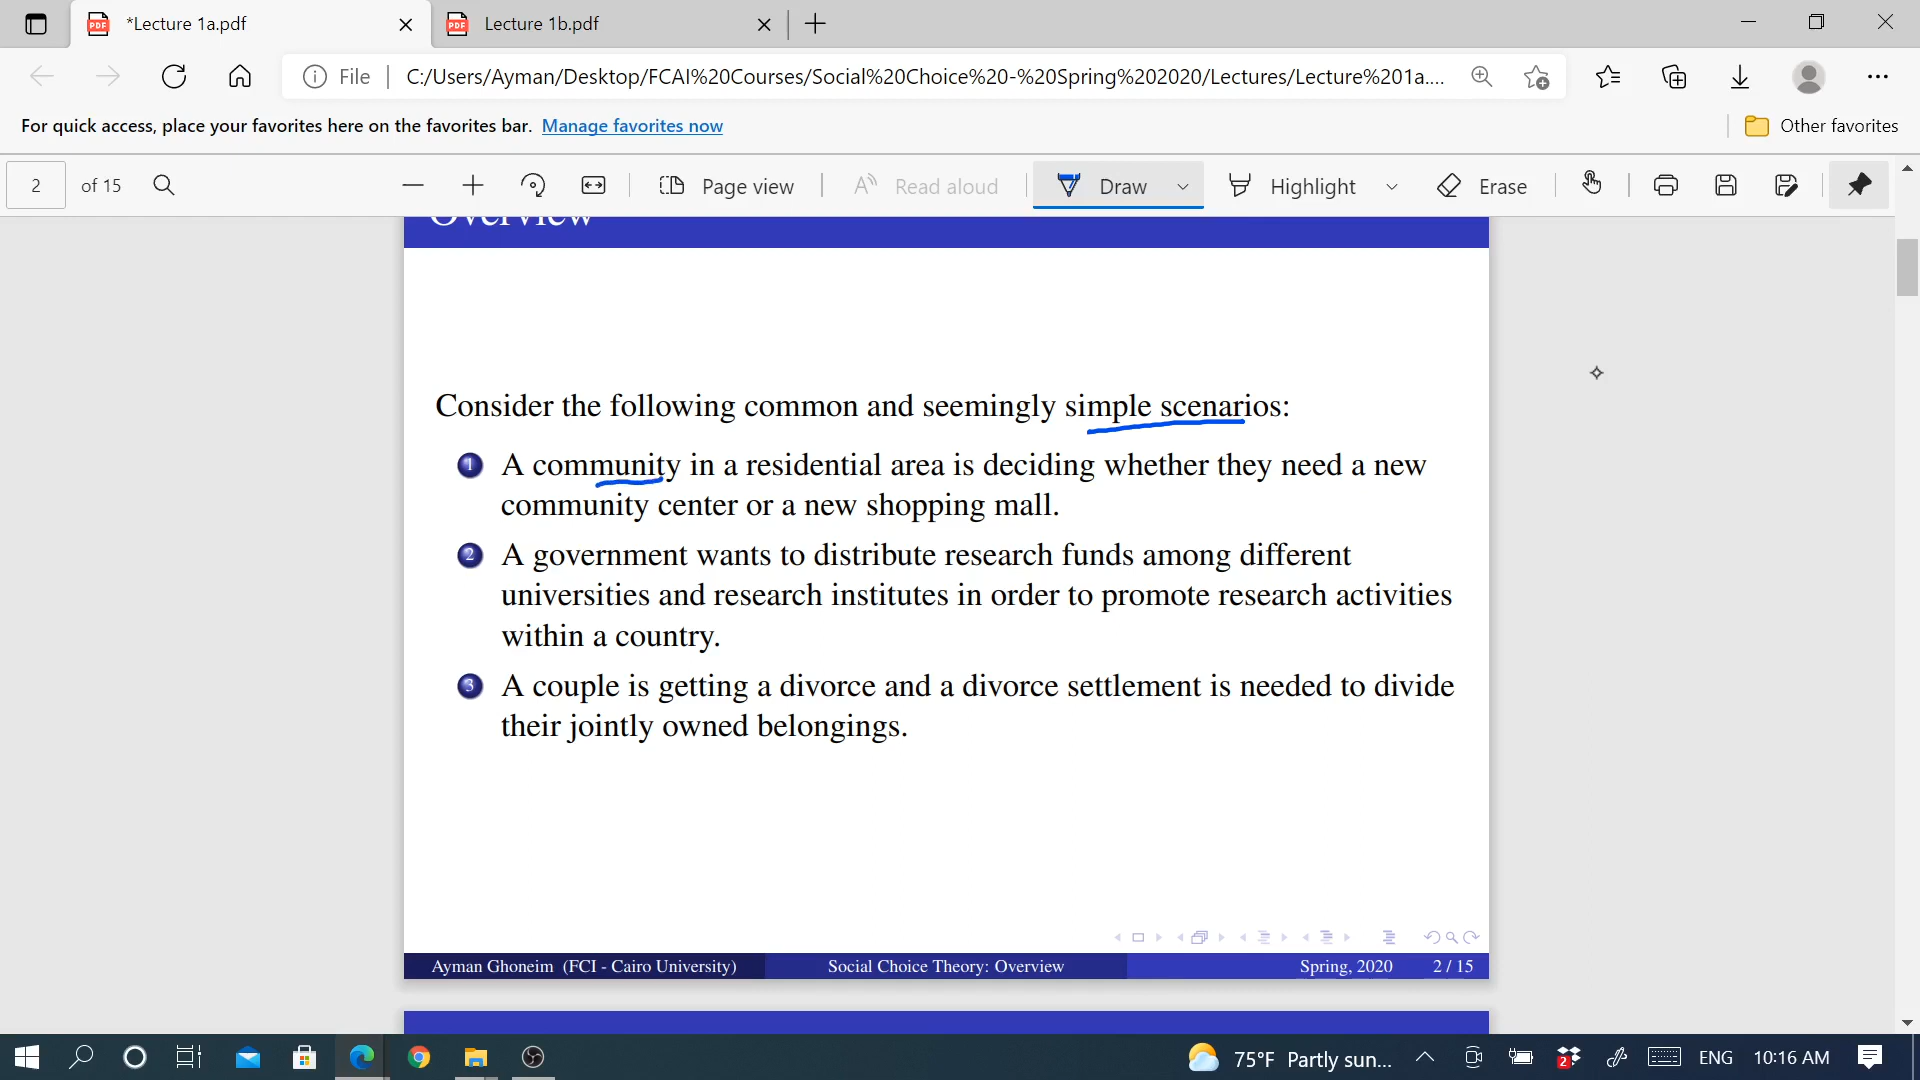 *Lecture 1a.pdf
Lecture 1b.pdf
File
C:/Users/Ayman/Desktop/FCAI%20Courses/Social%20Choice%20-%20Spring%202020/Lectures/Lecture%201a....
For quick access, place your favorites here on the favorites bar. Manage favorites now
Other favorites
2 of 15
Page view
Read aloud
Draw
Highlight
Erase
Overview
Consider the following common and seemingly simple scenarios:
1 A community in a residential area is deciding whether they need a new
community center or a new shopping mall.
2 A government wants to distribute research funds among different
universities and research institutes in order to promote research activities
within a country.
3 A couple is getting a divorce and a divorce settlement is needed to divide
their jointly owned belongings.
Ayman Ghoneim (FCI - Cairo University)
Social Choice Theory: Overview
Spring, 2020
2 / 15
75°F Partly sun...
2
ENG
10:16 AM